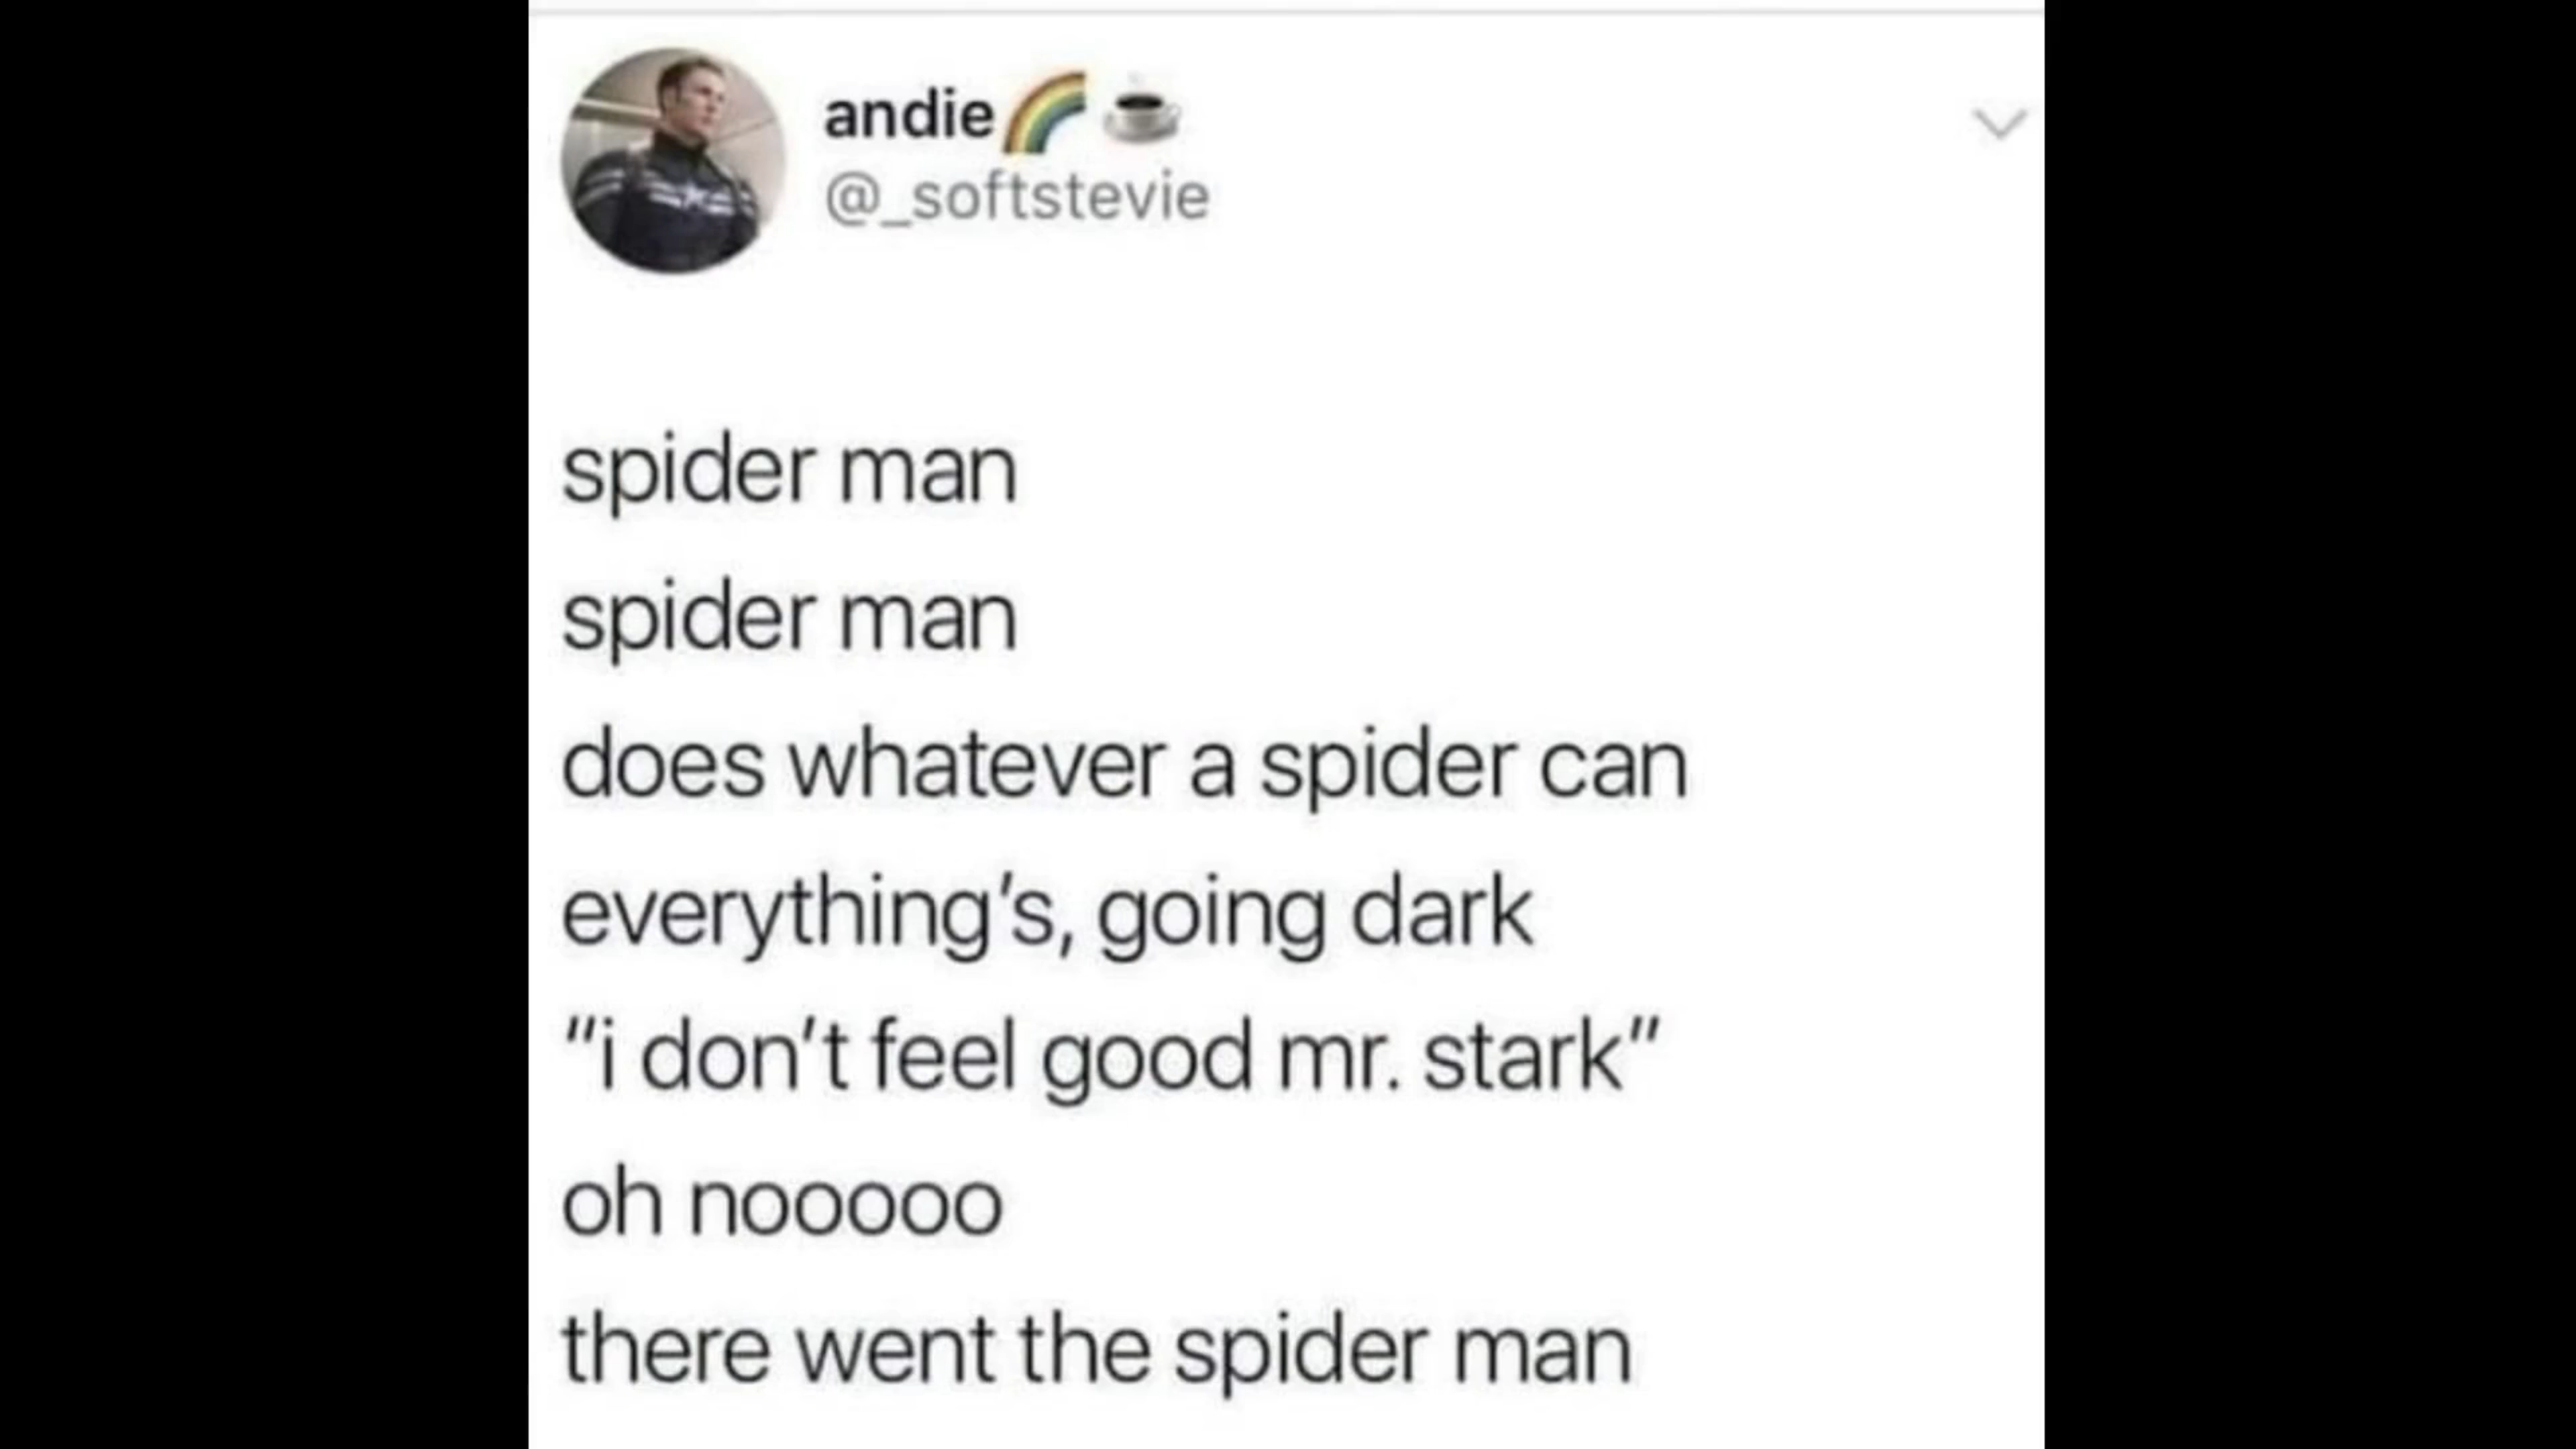 andie🌈☕
@_softstevie
spider man
spider man
does whatever a spider can
everything's, going dark
"i don't feel good mr. stark"
oh nooooo
there went the spider man